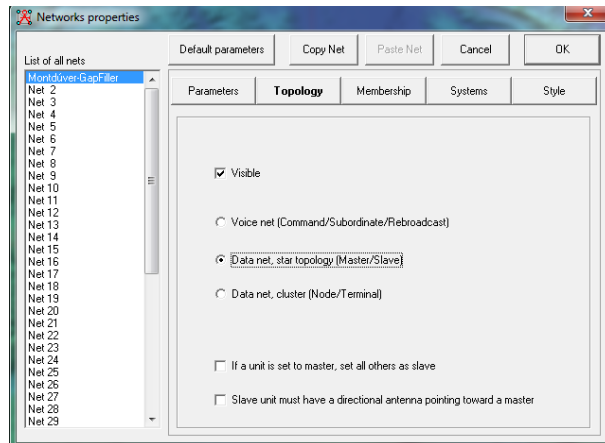 Networks properties
Default parameters Copy Net Paste Net Cancel OK
List of all nets
Montdúver-GapFiller
Net 2
Net 3
Net 4
Net 5
Net 6
Net 7
Net 8
Net 9
Net 10
Net 11
Net 12
Net 13
Net 14
Net 15
Net 16
Net 17
Net 18
Net 19
Net 20
Net 21
Net 22
Net 23
Net 24
Net 25
Net 26
Net 27
Net 28
Net 29
Parameters Topology Membership Systems Style
Visible
Voice net (Command/Subordinate/Rebroadcast)
Data net, star topology (Master/Slave)
Data net, cluster (Node/Terminal)
If a unit is set to master, set all others as slave
Slave unit must have a directional antenna pointing toward a master